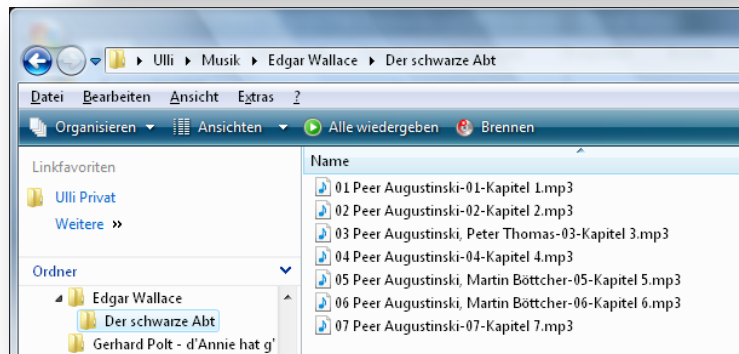 Ulli Musik Edgar Wallace Der schwarze Abt
Datei Bearbeiten Ansicht Extras ?
Organisieren Ansichten Alle wiedergeben Brennen
Linkfavoriten
Ulli Privat
Weitere »
Ordner
Edgar Wallace
Der schwarze Abt
Gerhard Polt - d'Annie hat g'
Name
01 Peer Augustinski-01-Kapitel 1.mp3
02 Peer Augustinski-02-Kapitel 2.mp3
03 Peer Augustinski, Peter Thomas-03-Kapitel 3.mp3
04 Peer Augustinski-04-Kapitel 4.mp3
05 Peer Augustinski, Martin Böttcher-05-Kapitel 5.mp3
06 Peer Augustinski, Martin Böttcher-06-Kapitel 6.mp3
07 Peer Augustinski-07-Kapitel 7.mp3